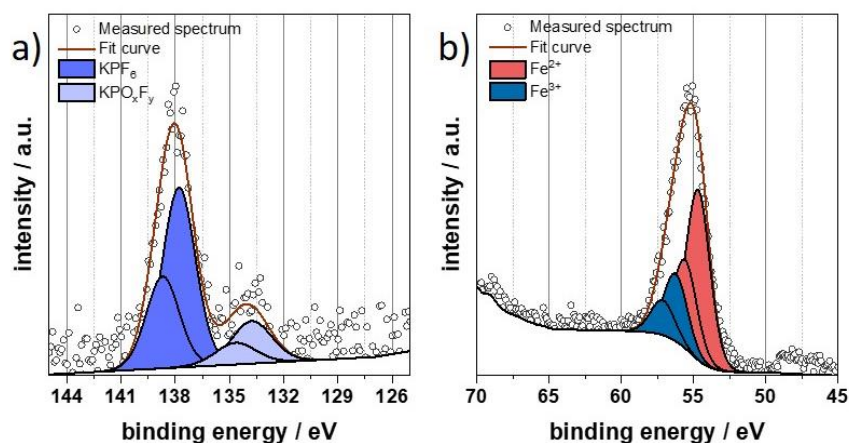 a)
Measured spectrum
Fit curve
KPF₆
KPOₓFᵧ
intensity / a.u.
144 141 138 135 132 129 126
binding energy / eV
b)
Measured spectrum
Fit curve
Fe²⁺
Fe³⁺
intensity / a.u.
70 65 60 55 50 45
binding energy / eV